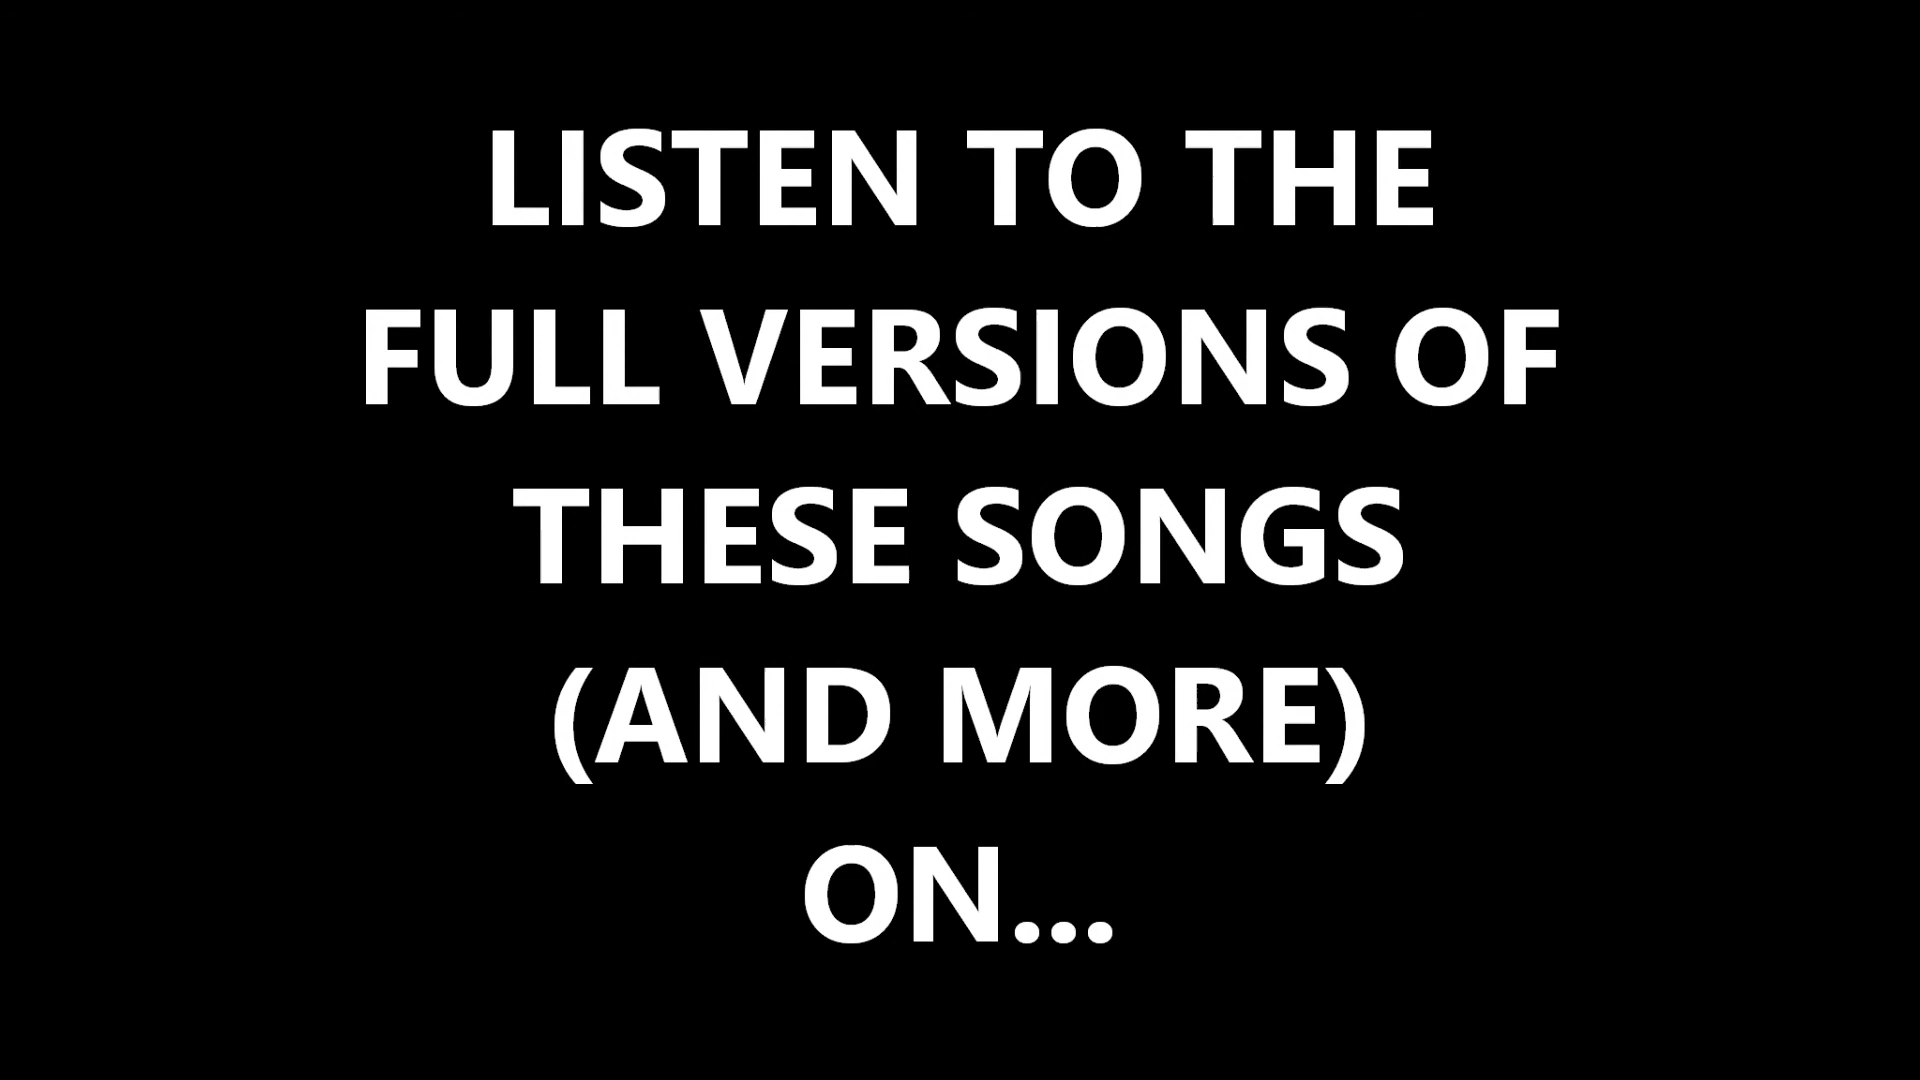 LISTEN TO THE
FULL VERSIONS OF
THESE SONGS
(AND MORE)
ON...